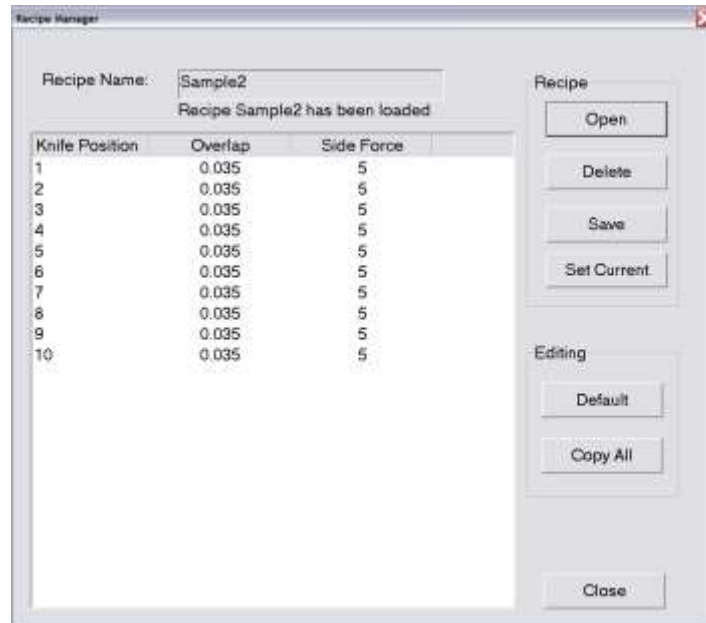 Recipe Manager
Recipe Name: Sample2
Recipe Sample2 has been loaded
Knife Position Overlap Side Force
1 0.035 5
2 0.035 5
3 0.035 5
4 0.035 5
5 0.035 5
6 0.035 5
7 0.035 5
8 0.035 5
9 0.035 5
10 0.035 5
Recipe
Open
Delete
Save
Set Current
Editing
Default
Copy All
Close